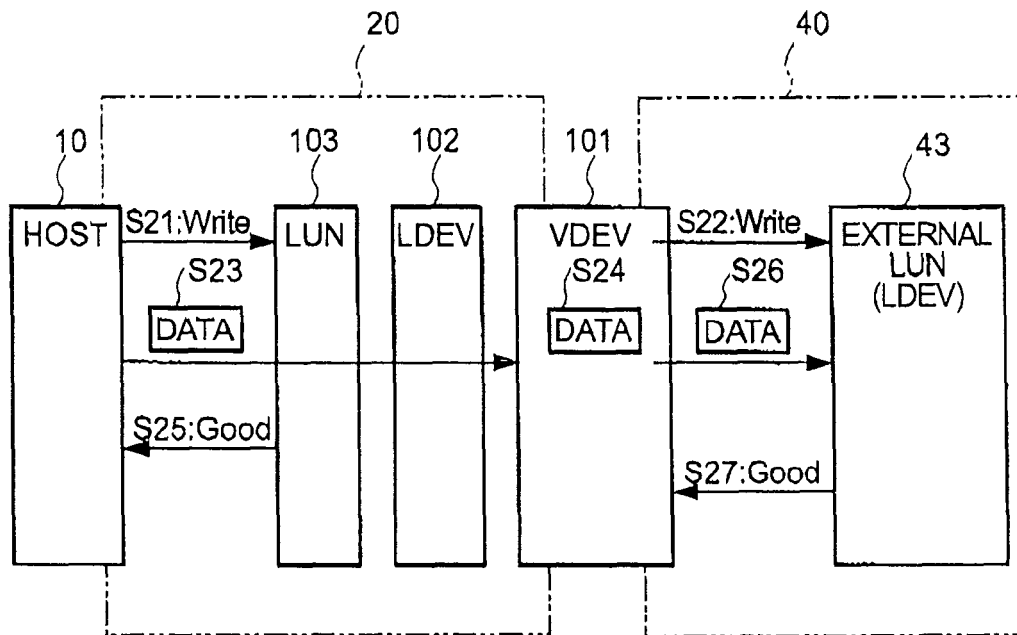 20
40
10
103
102
101
43
HOST
S21:Write
LUN
LDEV
VDEV
S22:Write
EXTERNAL
LUN
(LDEV)
S23
S24
S26
DATA
DATA
DATA
S25:Good
S27:Good